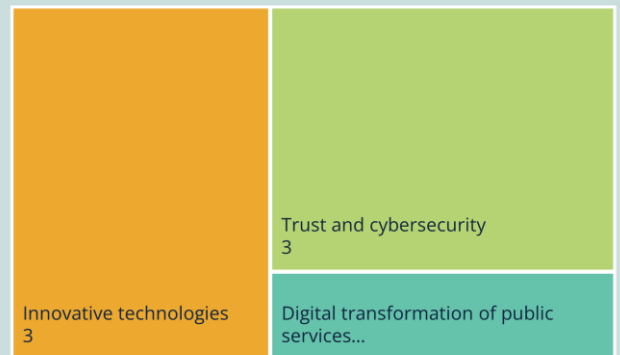 Trust and cybersecurity
3
Innovative technologies
3
Digital transformation of public
services...